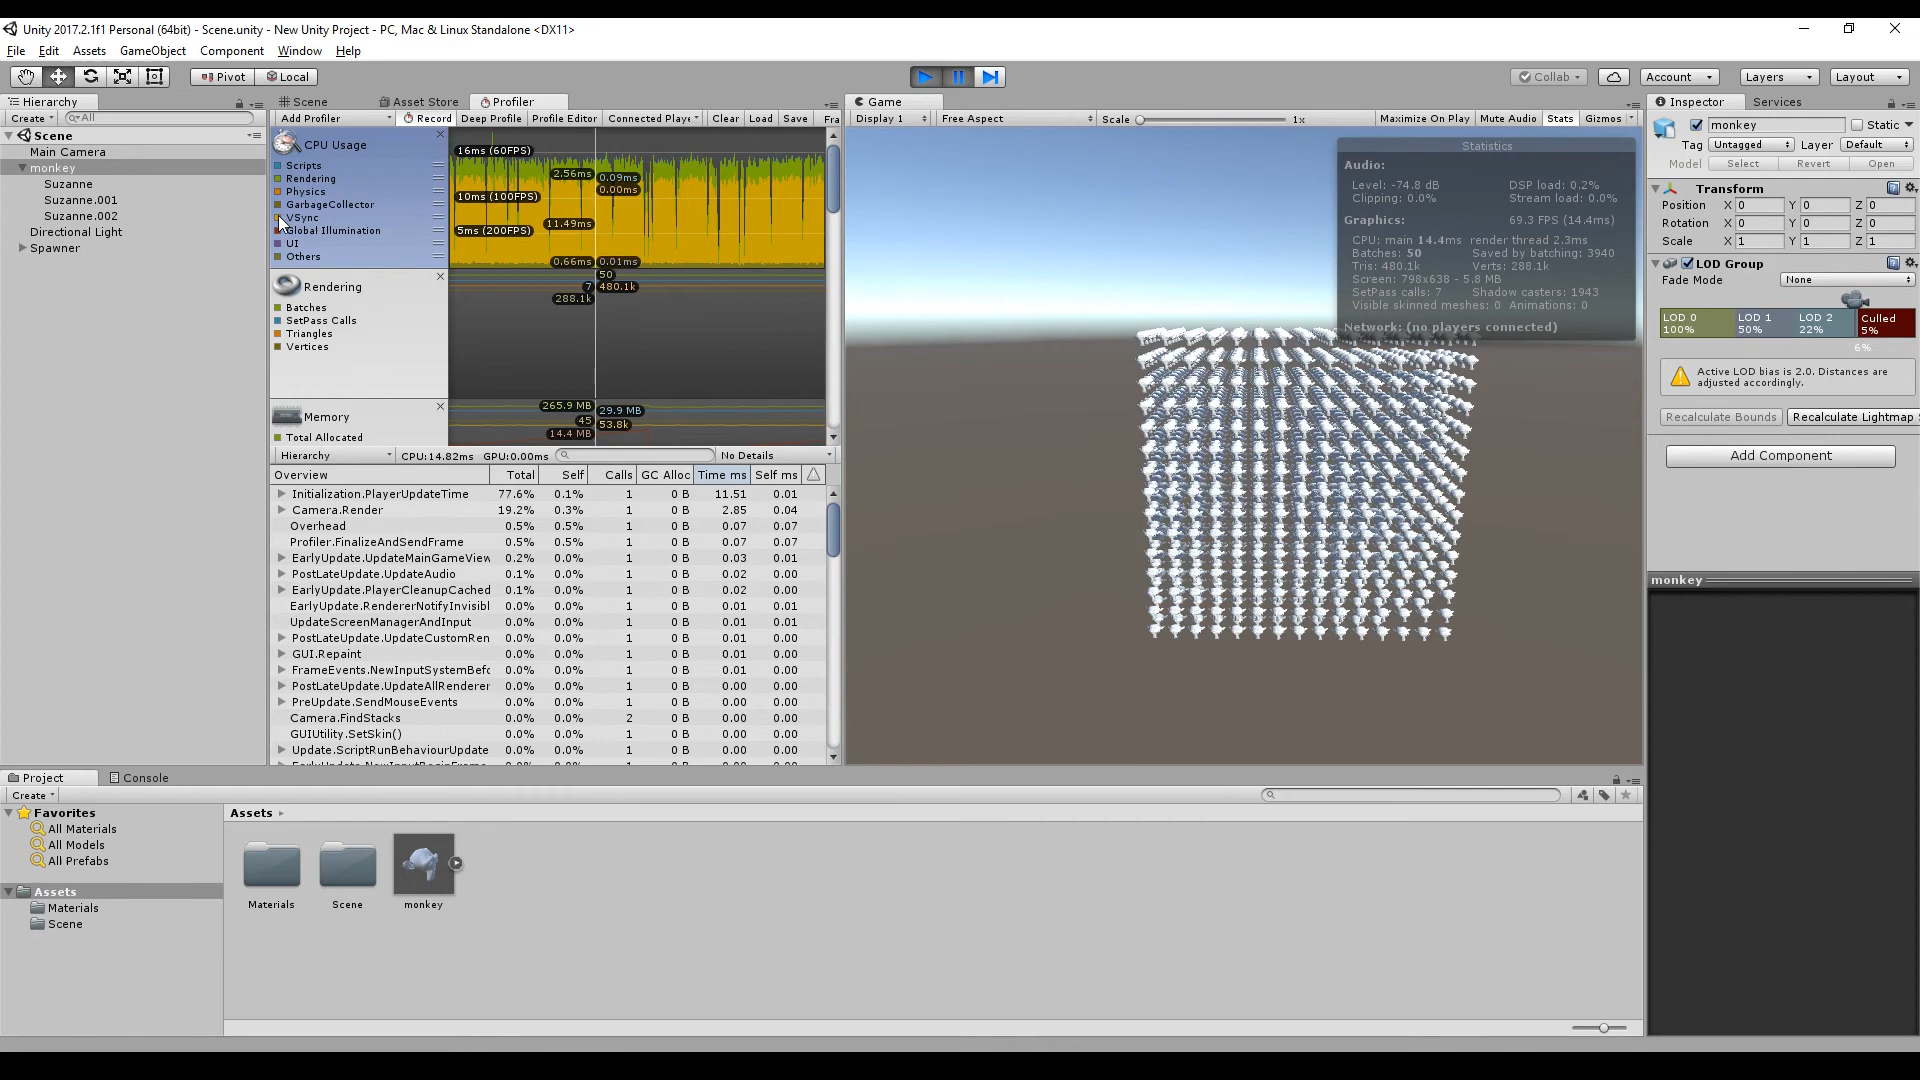 Unity 2017.2.1f1 Personal (64bit) - Scene.unity - New Unity Project - PC, Mac & Linux Standalone <DX11>
File Edit Assets GameObject Component Window Help
Pivot Local Collab Account Layers Layout
Hierarchy
Create All
Scene
Main Camera
monkey
Suzanne
Suzanne.001
Suzanne.002
Directional Light
Spawner
Scene Asset Store Profiler
Add Profiler Record Deep Profile Profiler Editor Connected Playe Clear Load Save Fra
CPU Usage
Scripts
Rendering
Physics
GarbageCollector
VSync
Global Illumination
UI
Others
16ms (60FPS)
10ms (100FPS)
5ms (200FPS)
2.56ms 0.09ms
0.00ms
11.49ms
0.66ms 0.01ms
Rendering
Batches
SetPass Calls
Triangles
Vertices
50
7 480.1k
288.1k
Memory
Total Allocated
265.9 MB 29.9 MB
45 53.8k
14.4 MB
Hierarchy CPU:14.82ms GPU:0.00ms No Details
Overview Total Self Calls GC Alloc Time ms Self ms
Initialization.PlayerUpdateTime 77.6% 0.1% 1 0 B 11.51 0.01
Camera.Render 19.2% 0.3% 1 0 B 2.85 0.04
Overhead 0.5% 0.5% 1 0 B 0.07 0.07
Profiler.FinalizeAndSendFrame 0.5% 0.5% 1 0 B 0.07 0.07
EarlyUpdate.UpdateMainGameView 0.2% 0.0% 1 0 B 0.03 0.01
PostLateUpdate.UpdateAudio 0.1% 0.0% 1 0 B 0.02 0.00
EarlyUpdate.PlayerCleanupCached 0.1% 0.0% 1 0 B 0.02 0.00
EarlyUpdate.RendererNotifyInvisibl 0.0% 0.0% 1 0 B 0.01 0.01
UpdateScreenManagerAndInput 0.0% 0.0% 1 0 B 0.01 0.01
PostLateUpdate.UpdateCustomRen 0.0% 0.0% 1 0 B 0.01 0.00
GUI.Repaint 0.0% 0.0% 1 0 B 0.01 0.00
FrameEvents.NewInputSystemBefo 0.0% 0.0% 1 0 B 0.01 0.00
PostLateUpdate.UpdateAllRenderer 0.0% 0.0% 1 0 B 0.00 0.00
PreUpdate.SendMouseEvents 0.0% 0.0% 1 0 B 0.00 0.00
Camera.FindStacks 0.0% 0.0% 2 0 B 0.00 0.00
GUIUtility.SetSkin() 0.0% 0.0% 1 0 B 0.00 0.00
Update.ScriptRunBehaviourUpdate 0.0% 0.0% 1 0 B 0.00 0.00
Game
Display 1 Free Aspect Scale 1x Maximize On Play Mute Audio Stats Gizmos
Statistics
Audio:
Level: -74.8 dB DSP load: 0.2%
Clipping: 0.0% Stream load: 0.0%
Graphics: 69.3 FPS (14.4ms)
CPU: main 14.4ms render thread 2.3ms
Batches: 50 Saved by batching: 3940
Tris: 480.1k Verts: 288.1k
Screen: 798x638 - 5.8 MB
SetPass calls: 7 Shadow casters: 1943
Visible skinned meshes: 0 Animations: 0
Network: (no players connected)
Inspector Services
monkey Static
Tag Untagged Layer Default
Model Select Revert Open
Transform
Position X 0 Y 0 Z 0
Rotation X 0 Y 0 Z 0
Scale X 1 Y 1 Z 1
LOD Group
Fade Mode None
LOD 0 LOD 1 LOD 2 Culled
100% 50% 22% 5%
6%
Active LOD bias is 2.0. Distances are
adjusted accordingly.
Recalculate Bounds Recalculate Lightmap S
Add Component
monkey
Project Console
Create
Favorites
All Materials
All Models
All Prefabs
Assets
Materials
Scene
Assets
Materials Scene monkey